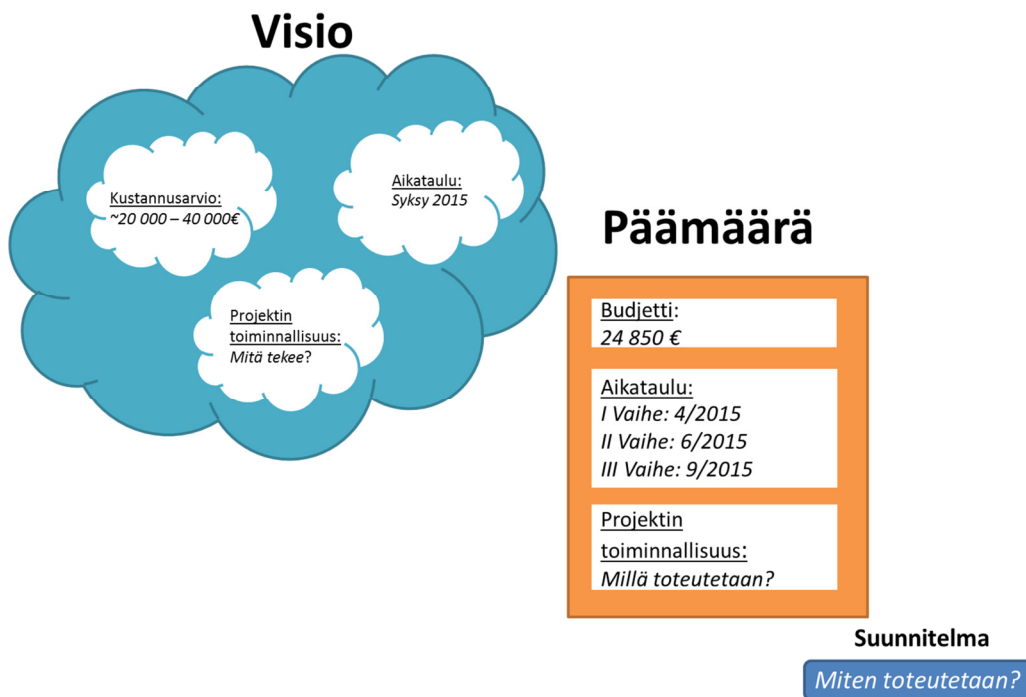 Visio
Kustannusarvio:
~20 000 – 40 000€
Aikataulu:
Syksy 2015
Projektin
toiminnallisuus:
Mitä tekee?
Päämäärä
Budjetti:
24 850 €
Aikataulu:
I Vaihe: 4/2015
II Vaihe: 6/2015
III Vaihe: 9/2015
Projektin
toiminnallisuus:
Millä toteutetaan?
Suunnitelma
Miten toteutetaan?